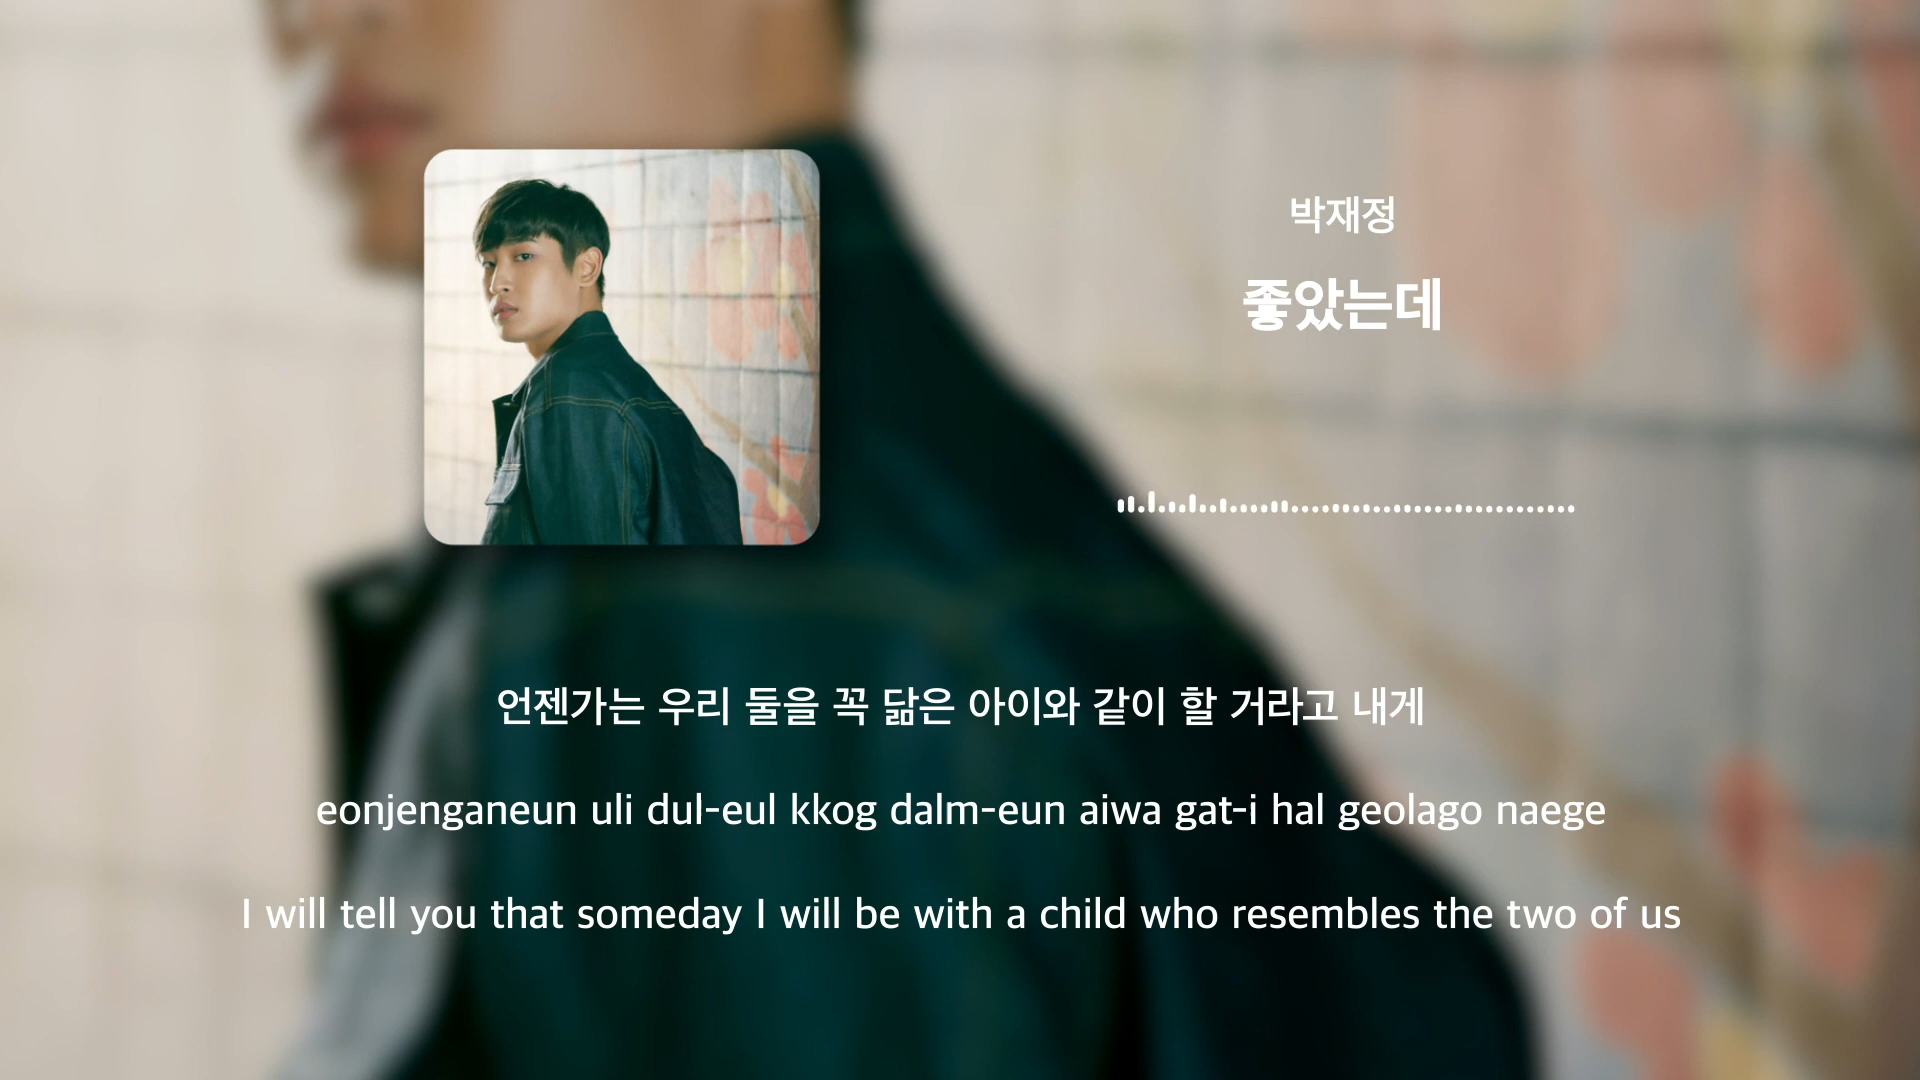 박재정
좋았는데
언젠가는 우리 둘을 꼭 닮은 아이와 같이 할 거라고 내게
eonjenganeun uli dul-eul kkog dalm-eun aiwa gat-i hal geolago naege
I will tell you that someday I will be with a child who resembles the two of us